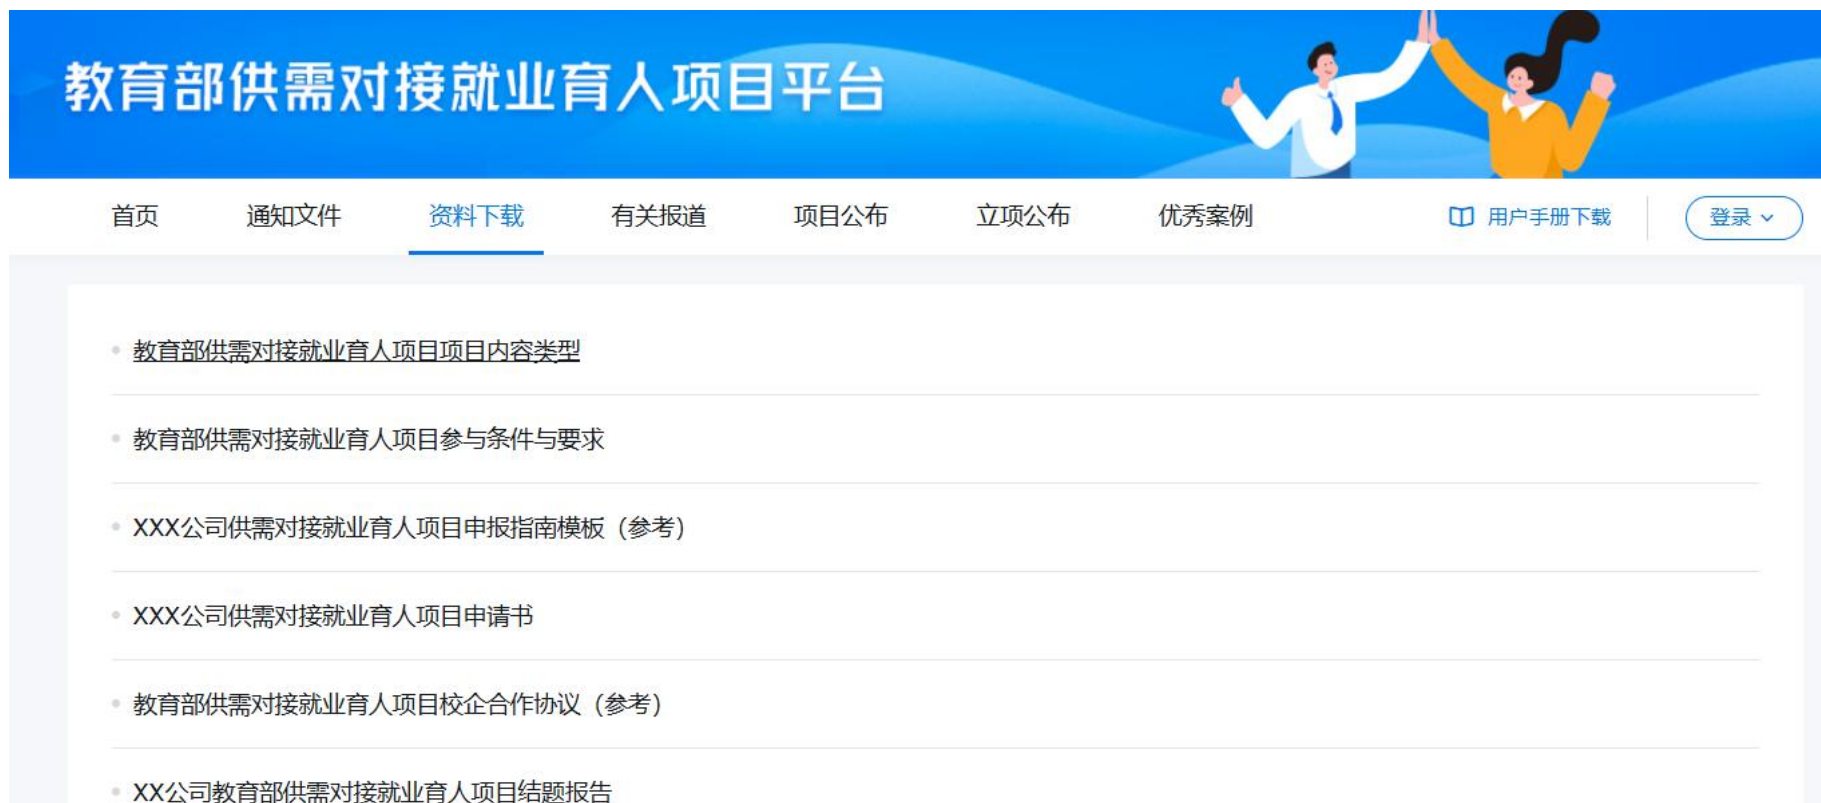 教育部供需对接就业育人项目平台
首页 通知文件 资料下载 有关报道 项目公布 立项公布 优秀案例 用户手册下载 登录
教育部供需对接就业育人项目项目内容类型
教育部供需对接就业育人项目参与条件与要求
XXX公司供需对接就业育人项目申报指南模板（参考）
XXX公司供需对接就业育人项目申请书
教育部供需对接就业育人项目校企合作协议（参考）
XX公司教育部供需对接就业育人项目结题报告